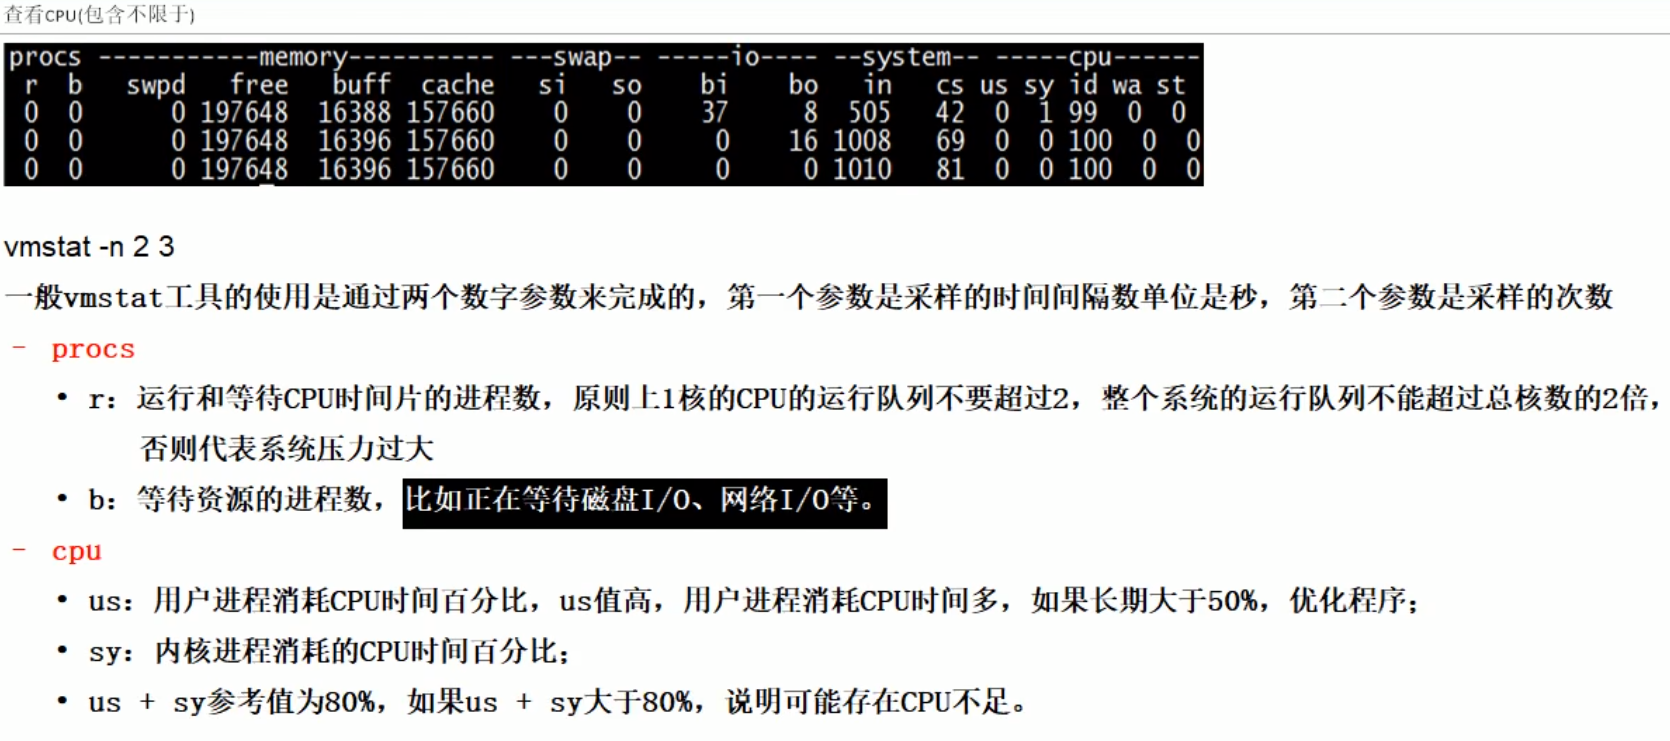 查看CPU(包含不限于)
procs -----------memory---------- ---swap-- -----io---- --system-- -----cpu------
r b swpd free buff cache si so bi bo in cs us sy id wa st
0 0 0 197648 16388 157660 0 0 37 8 505 42 0 1 99 0 0
0 0 0 197648 16396 157660 0 0 0 16 1008 69 0 0 100 0 0
0 0 0 197648 16396 157660 0 0 0 0 1010 81 0 0 100 0 0
vmstat -n 2 3
一般vmstat工具的使用是通过两个数字参数来完成的，第一个参数是采样的时间间隔数单位是秒，第二个参数是采样的次数
- procs
• r：运行和等待CPU时间片的进程数，原则上1核的CPU的运行队列不要超过2，整个系统的运行队列不能超过总核数的2倍，
否则代表系统压力过大
• b：等待资源的进程数，比如正在等待磁盘I/O、网络I/O等。
- cpu
• us：用户进程消耗CPU时间百分比，us值高，用户进程消耗CPU时间多，如果长期大于50%，优化程序；
• sy：内核进程消耗的CPU时间百分比；
• us + sy参考值为80%，如果us + sy大于80%，说明可能存在CPU不足。